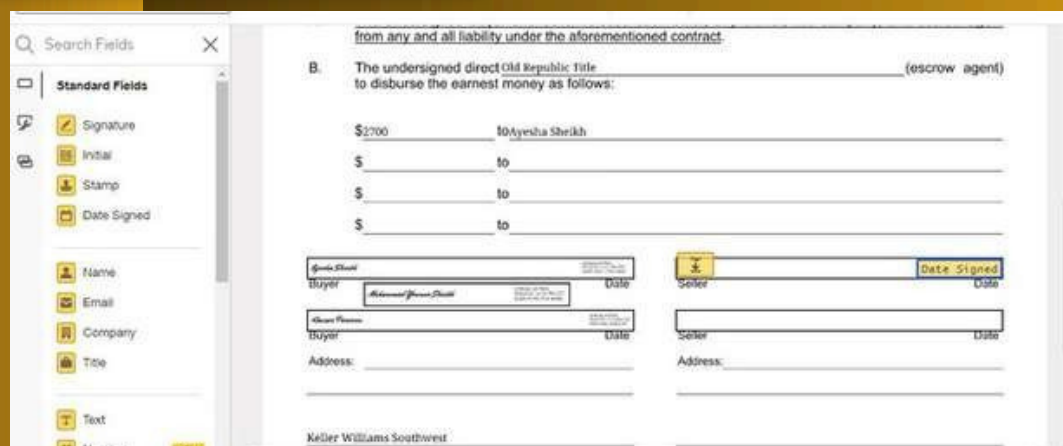 Search Fields
Standard Fields
Signature
Initial
Stamp
Date Signed
Name
Email
Company
Title
Text
from any and all liability under the aforementioned contract.
B. The undersigned direct Old Republic Title (escrow agent)
to disburse the earnest money as follows:
$2700 to Ayesha Sheikh
$ to
$ to
$ to
Ayesha Sheikh
Date Signed
Buyer Date Seller Date
Buyer Date Seller Date
Address: Address:
Keller Williams Southwest